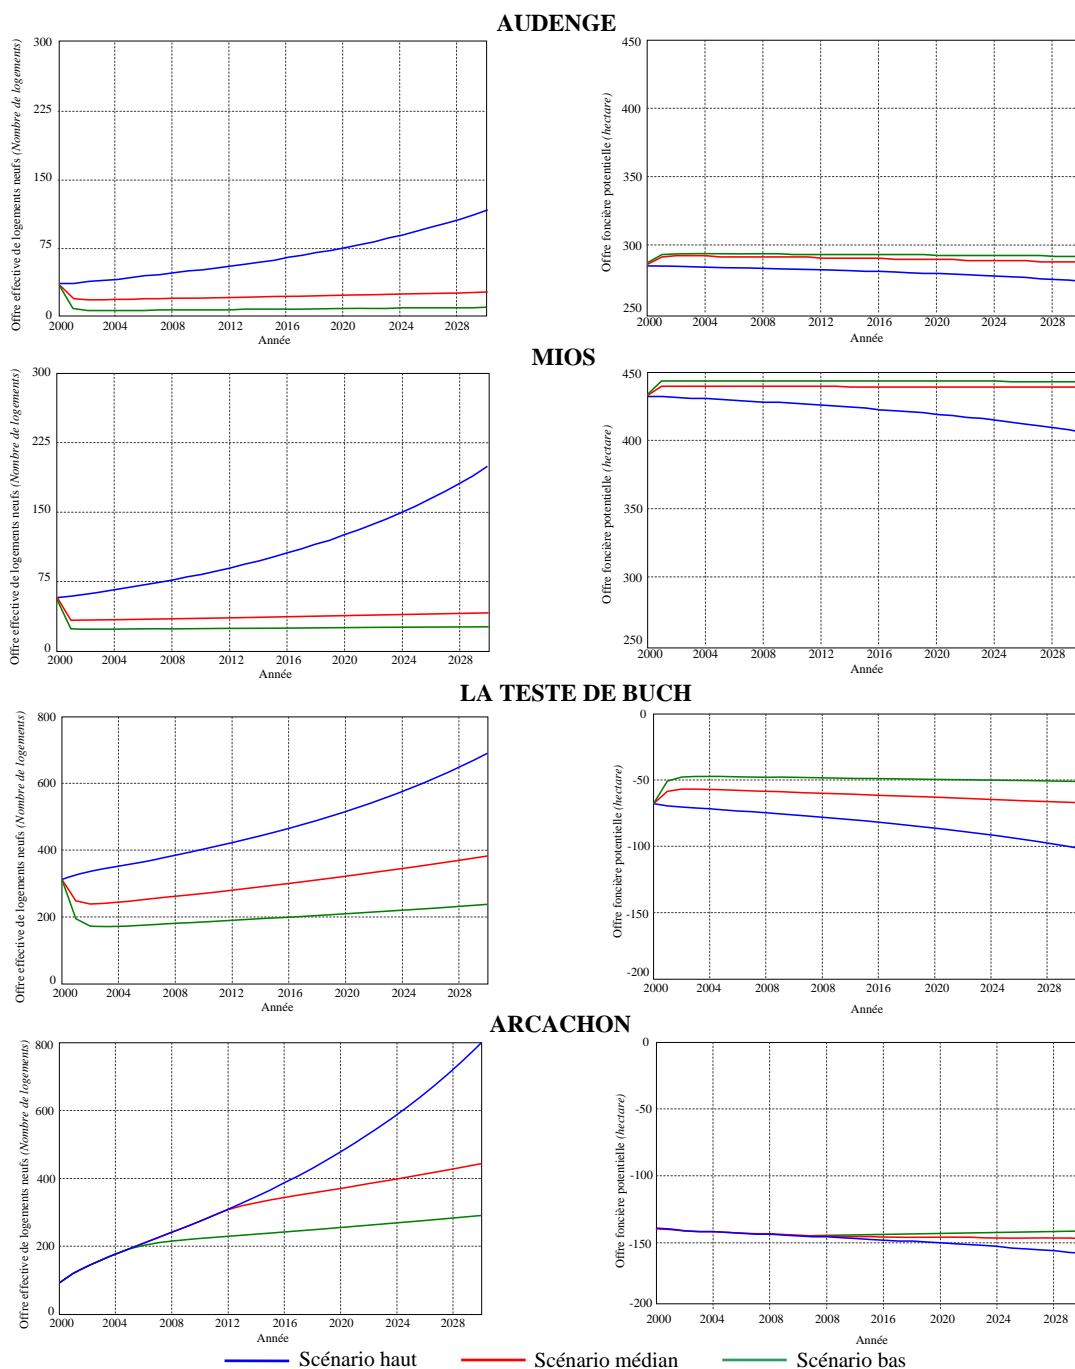 AUDENGE
Offre effective de logements neufs (Nombre de logements)
300
225
150
75
0
2000 2004 2008 2012 2016 2020 2024 2028
Année
Offre foncière potentielle (hectare)
450
400
350
300
250
2000 2004 2008 2012 2016 2020 2024 2028
MIOS
Offre effective de logements neufs (Nombre de logements)
300
225
150
75
0
2000 2004 2008 2012 2016 2020 2024 2028
Année
Offre foncière potentielle (hectare)
450
400
350
300
250
2000 2004 2008 2012 2016 2020 2024 2028
Année
LA TESTE DE BUCH
Offre effective de logements neufs (Nombre de logements)
800
600
400
200
0
2000 2004 2008 2012 2016 2020 2024 2028
Année
Offre foncière potentielle (hectare)
0
-50
-100
-150
-200
2000 2004 2008 2008 2016 2020 2024 2028
Année
ARCACHON
Offre effective de logements neufs (Nombre de logements)
800
600
400
200
0
2000 2004 2008 2012 2016 2020 2024 2028
Année
Offre foncière potentielle (hectare)
0
-50
-100
-150
-200
2000 2004 2008 2008 2016 2020 2024 2028
Année
Scénario haut Scénario médian Scénario bas